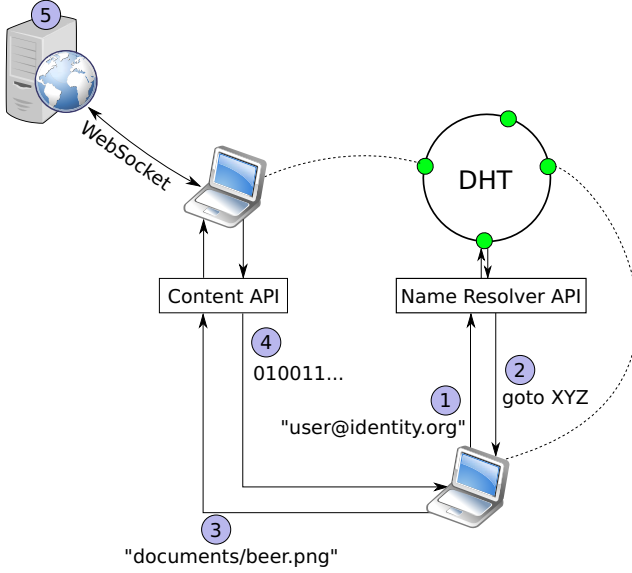 5
WebSocket
DHT
Content API
Name Resolver API
4
010011...
2
goto XYZ
1
"user@identity.org"
3
"documents/beer.png"